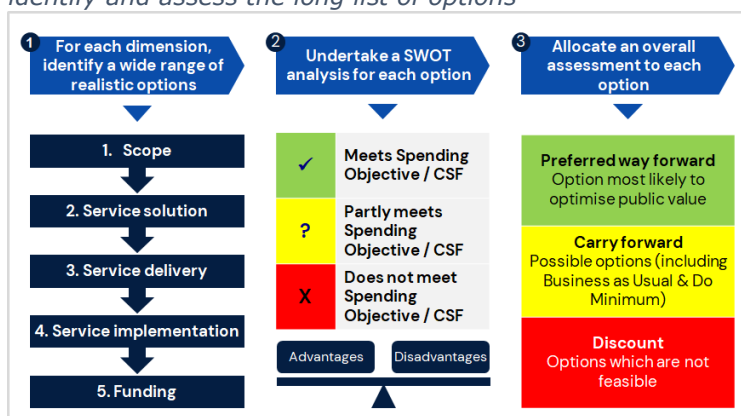 identify and assess the long list of options
1
For each dimension,
identify a wide range of
realistic options
1. Scope
2. Service solution
3. Service delivery
4. Service implementation
5. Funding
2
Undertake a SWOT
analysis for each option
✓
Meets Spending
Objective / CSF
?
Partly meets
Spending
Objective / CSF
X
Does not meet
Spending
Objective / CSF
Advantages
Disadvantages
3
Allocate an overall
assessment to each
option
Preferred way forward
Option most likely to
optimise public value
Carry forward
Possible options (including
Business as Usual & Do
Minimum)
Discount
Options which are not
feasible